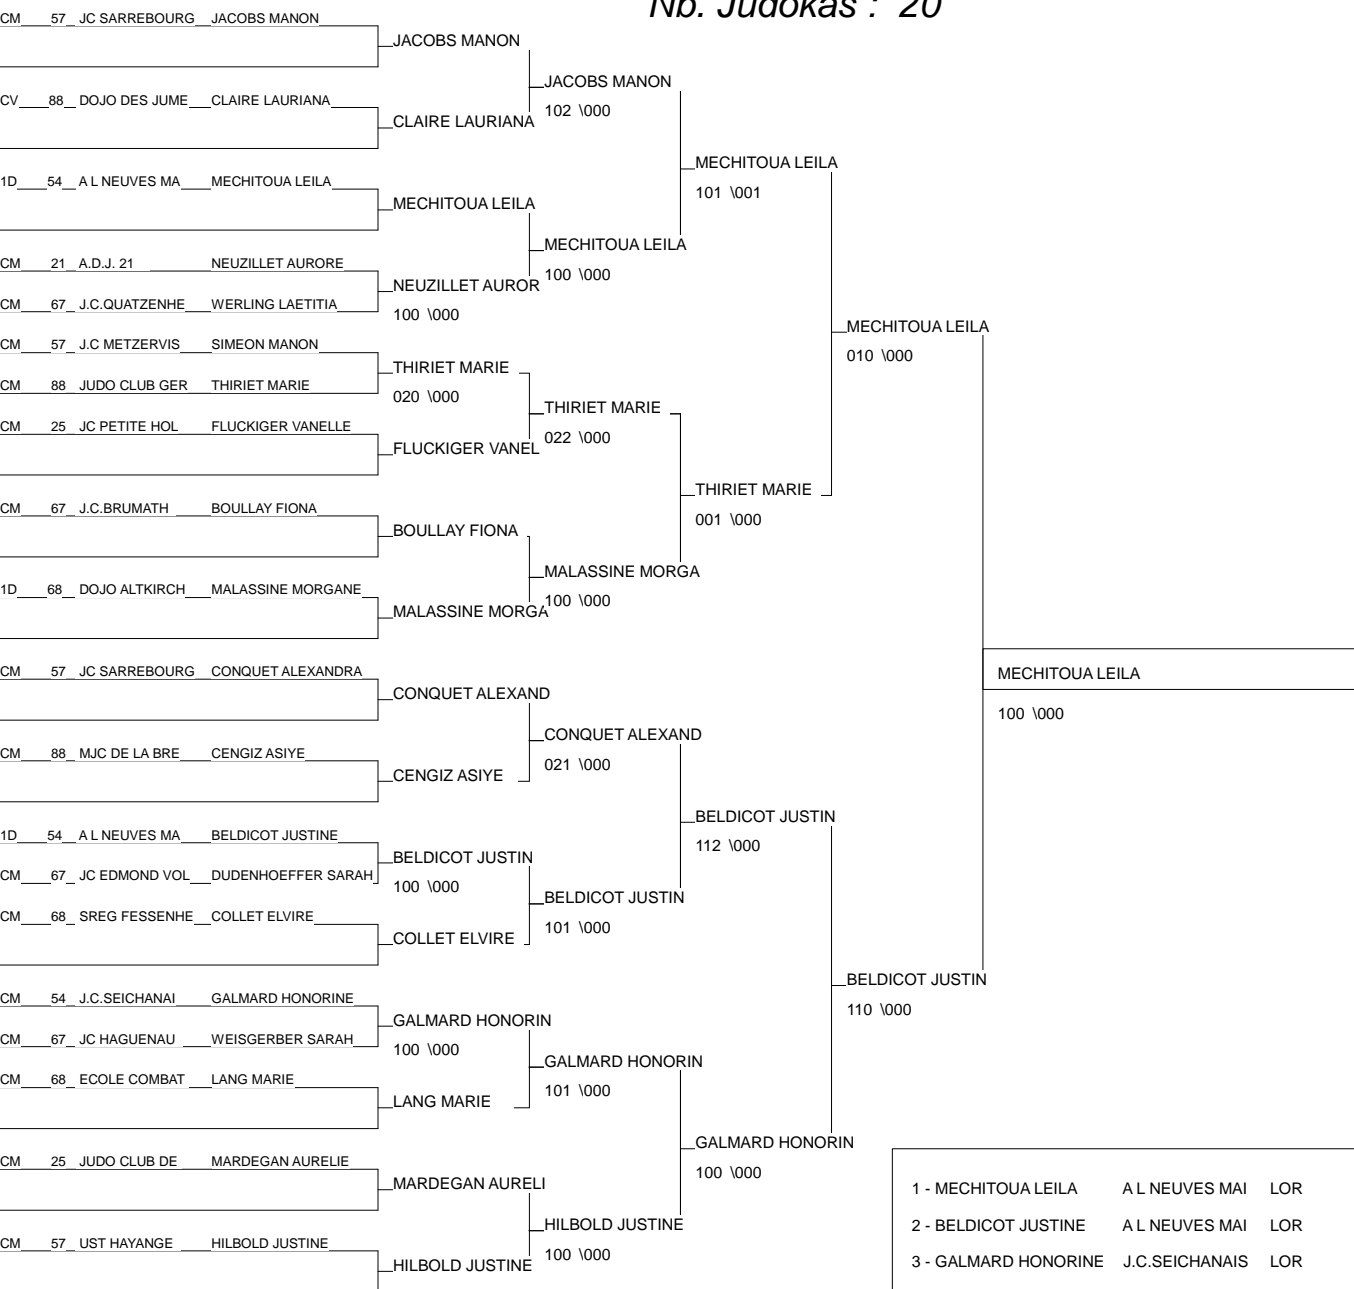 Nb. Judokas : 20
CM 57 JC SARREBOURG JACOBS MANON
JACOBS MANON
JACOBS MANON
102 \000
CV 88 DOJO DES JUME CLAIRE LAURIANA
CLAIRE LAURIANA
MECHITOUA LEILA
101 \001
1D 54 A L NEUVES MA MECHITOUA LEILA
MECHITOUA LEILA
MECHITOUA LEILA
100 \000
CM 21 A.D.J. 21 NEUZILLET AURORE
NEUZILLET AUROR
100 \000
CM 67 J.C.QUATZENHE WERLING LAETITIA
MECHITOUA LEILA
010 \000
CM 57 J.C METZERVIS SIMEON MANON
THIRIET MARIE
020 \000
CM 88 JUDO CLUB GER THIRIET MARIE
THIRIET MARIE
022 \000
CM 25 JC PETITE HOL FLUCKIGER VANELLE
FLUCKIGER VANEL
THIRIET MARIE
001 \000
CM 67 J.C.BRUMATH BOULLAY FIONA
BOULLAY FIONA
MALASSINE MORGA
100 \000
1D 68 DOJO ALTKIRCH MALASSINE MORGANE
MALASSINE MORGA
MECHITOUA LEILA
100 \000
CM 57 JC SARREBOURG CONQUET ALEXANDRA
CONQUET ALEXAND
CONQUET ALEXAND
021 \000
CM 88 MJC DE LA BRE CENGIZ ASIYE
CENGIZ ASIYE
BELDICOT JUSTIN
112 \000
1D 54 A L NEUVES MA BELDICOT JUSTINE
BELDICOT JUSTIN
100 \000
CM 67 JC EDMOND VOL DUDENHOEFFER SARAH
BELDICOT JUSTIN
101 \000
CM 68 SREG FESSENHE COLLET ELVIRE
COLLET ELVIRE
BELDICOT JUSTIN
110 \000
CM 54 J.C.SEICHANAI GALMARD HONORINE
GALMARD HONORIN
100 \000
CM 67 JC HAGUENAU WEISGERBER SARAH
GALMARD HONORIN
101 \000
CM 68 ECOLE COMBAT LANG MARIE
LANG MARIE
GALMARD HONORIN
100 \000
CM 25 JUDO CLUB DE MARDEGAN AURELIE
MARDEGAN AURELI
HILBOLD JUSTINE
100 \000
CM 57 UST HAYANGE HILBOLD JUSTINE
HILBOLD JUSTINE
1 - MECHITOUA LEILA A L NEUVES MAI LOR
2 - BELDICOT JUSTINE A L NEUVES MAI LOR
3 - GALMARD HONORINE J.C.SEICHANAIS LOR